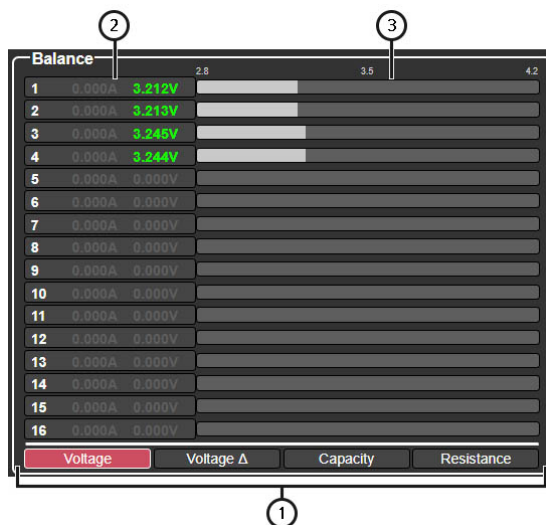 2 3
Balance
2.8 3.5 4.2
1 0.000A 3.212V
2 0.000A 3.213V
3 0.000A 3.245V
4 0.000A 3.244V
5 0.000A 0.000V
6 0.000A 0.000V
7 0.000A 0.000V
8 0.000A 0.000V
9 0.000A 0.000V
10 0.000A 0.000V
11 0.000A 0.000V
12 0.000A 0.000V
13 0.000A 0.000V
14 0.000A 0.000V
15 0.000A 0.000V
16 0.000A 0.000V
Voltage Voltage Δ Capacity Resistance
1